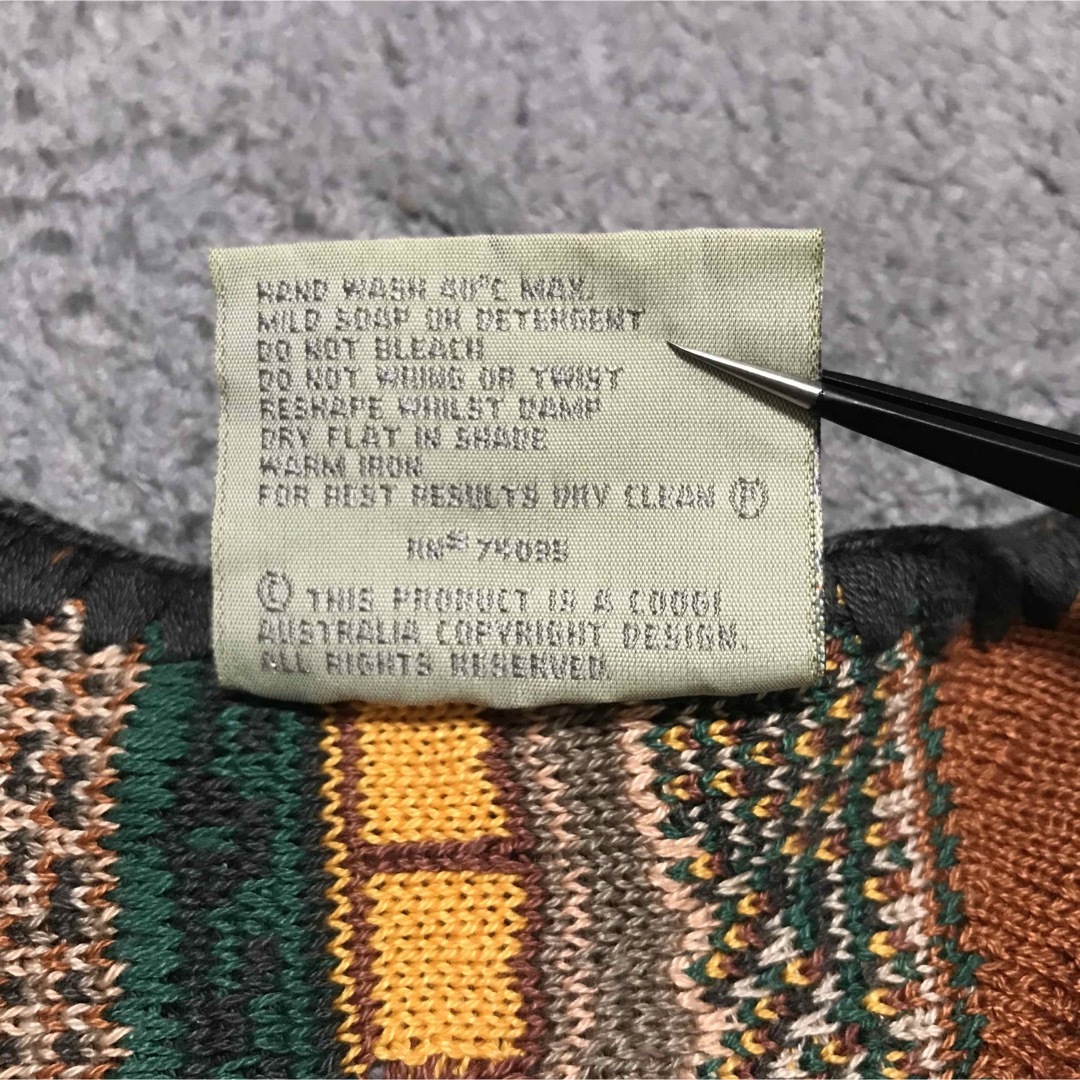 HAND WASH 40°C MAX.
MILD SOAP OR DETERGENT
DO NOT BLEACH
DO NOT WRING OR TWIST
RESHAPE WHILST DAMP
DRY FLAT IN SHADE
WARM IRON
FOR BEST RESULTS DRY CLEAN Ⓟ
RN# 75095
© THIS PRODUCT IS A COOGI
AUSTRALIA COPYRIGHT DESIGN.
ALL RIGHTS RESERVED.